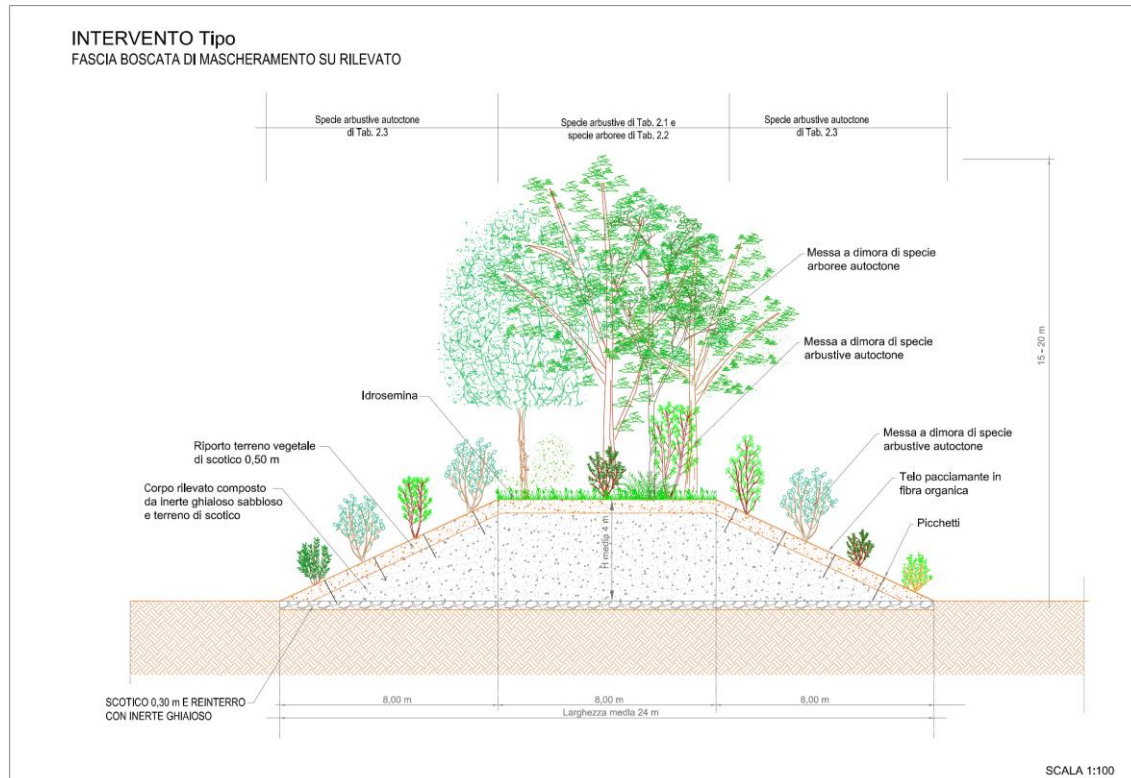 INTERVENTO Tipo
FASCIA BOSCATA DI MASCHERAMENTO SU RILEVATO
Specie arbustive autoctone
di Tab. 2.3
Specie arbustive di Tab. 2.1 e
specie arboree di Tab. 2.2
Specie arbustive autoctone
di Tab. 2.3
Messa a dimora di specie
arboree autoctone
15 - 20 m
Messa a dimora di specie
arbustive autoctone
Idrosemina
Riporto terreno vegetale
di scotico 0,50 m
Messa a dimora di specie
arbustive autoctone
Telo pacciamante in
fibra organica
Corpo rilevato composto
da inerte ghiaioso sabbioso
e terreno di scotico
Picchetti
H media 4 m
SCOTICO 0,30 m E REINTERRO
CON INERTE GHIAIOSO
8,00 m
8,00 m
8,00 m
Larghezza media 24 m
SCALA 1:100